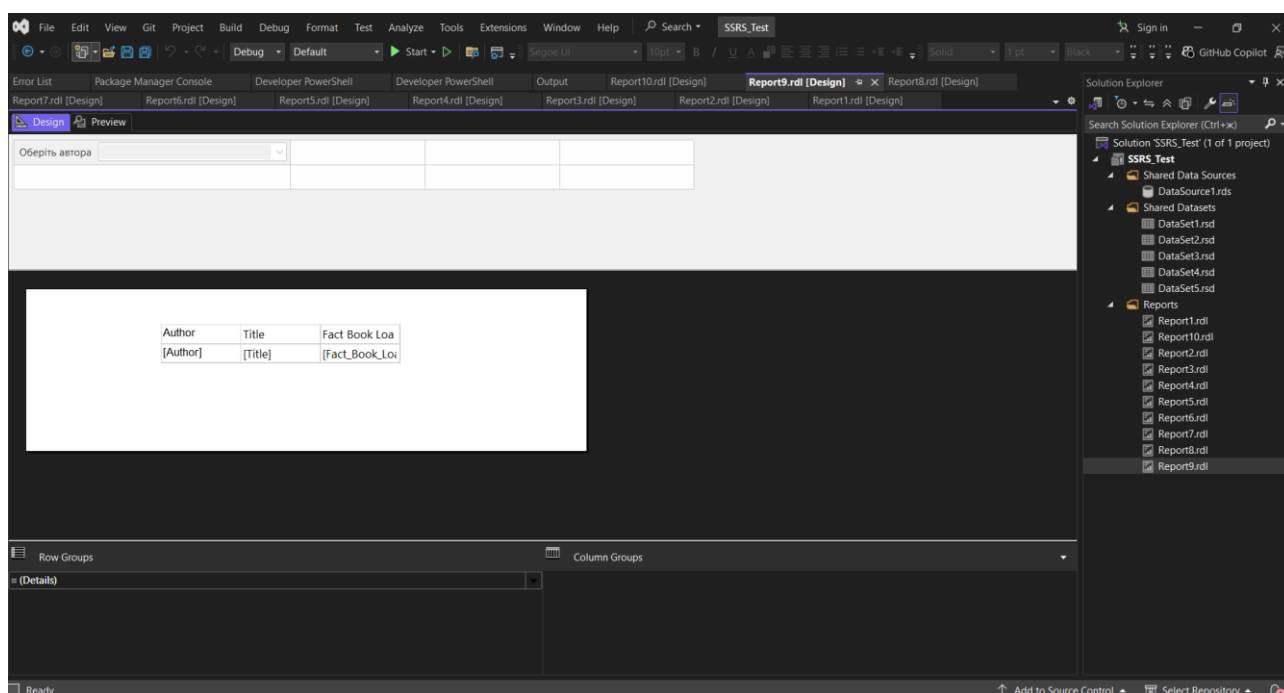 File Edit View Git Project Build Debug Format Test Analyze Tools Extensions Window Help Search SSRS_Test Sign in
Debug Default Start Segoe UI 10pt B I U A Solid 1 pt Black GitHub Copilot
Error List Package Manager Console Developer PowerShell Developer PowerShell Output Report10.rdl [Design] Report9.rdl [Design] Report8.rdl [Design]
Report7.rdl [Design] Report6.rdl [Design] Report5.rdl [Design] Report4.rdl [Design] Report3.rdl [Design] Report2.rdl [Design] Report1.rdl [Design]
Design Preview
Оберіть автора
Author Title Fact Book Loa
[Author] [Title] [Fact_Book_Loa
Row Groups Column Groups
(Details)
Ready Add to Source Control Select Repository
Solution Explorer
Search Solution Explorer (Ctrl+ж)
Solution 'SSRS_Test' (1 of 1 project)
SSRS_Test
Shared Data Sources
DataSource1.rds
Shared Datasets
DataSet1.rsd
DataSet2.rsd
DataSet3.rsd
DataSet4.rsd
DataSet5.rsd
Reports
Report1.rdl
Report10.rdl
Report2.rdl
Report3.rdl
Report4.rdl
Report5.rdl
Report6.rdl
Report7.rdl
Report8.rdl
Report9.rdl